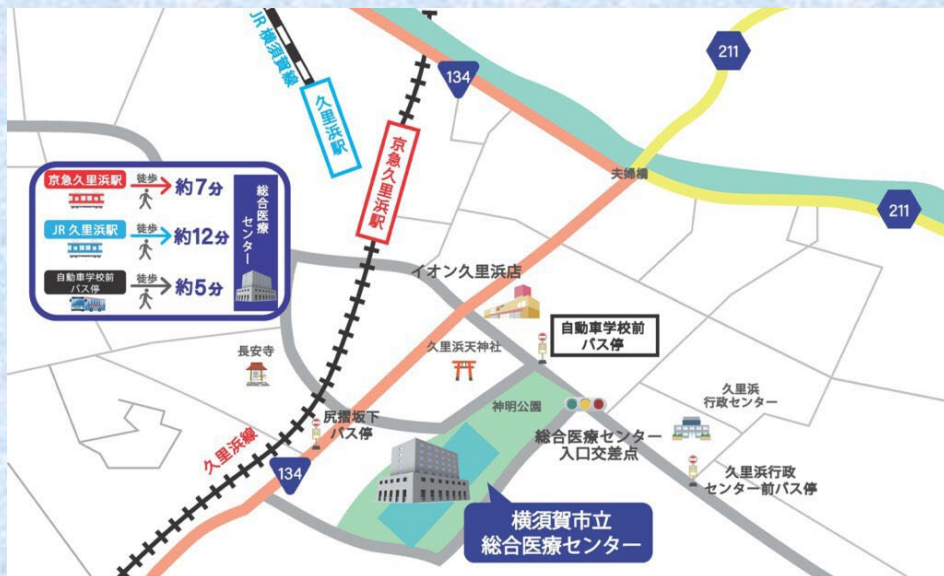 JR 横須賀線
久里浜駅
京急久里浜駅
134
211
夫婦橋
211
京急久里浜駅
徒歩
約7分
JR 久里浜駅
徒歩
約12分
自動車学校前
バス停
徒歩
約5分
総合医療
センター
イオン久里浜店
自動車学校前
バス停
久里浜天神社
長安寺
神明公園
久里浜
行政センター
尻摺坂下
バス停
総合医療センター
入口交差点
久里浜線
134
久里浜行政
センター前バス停
横須賀市立
総合医療センター